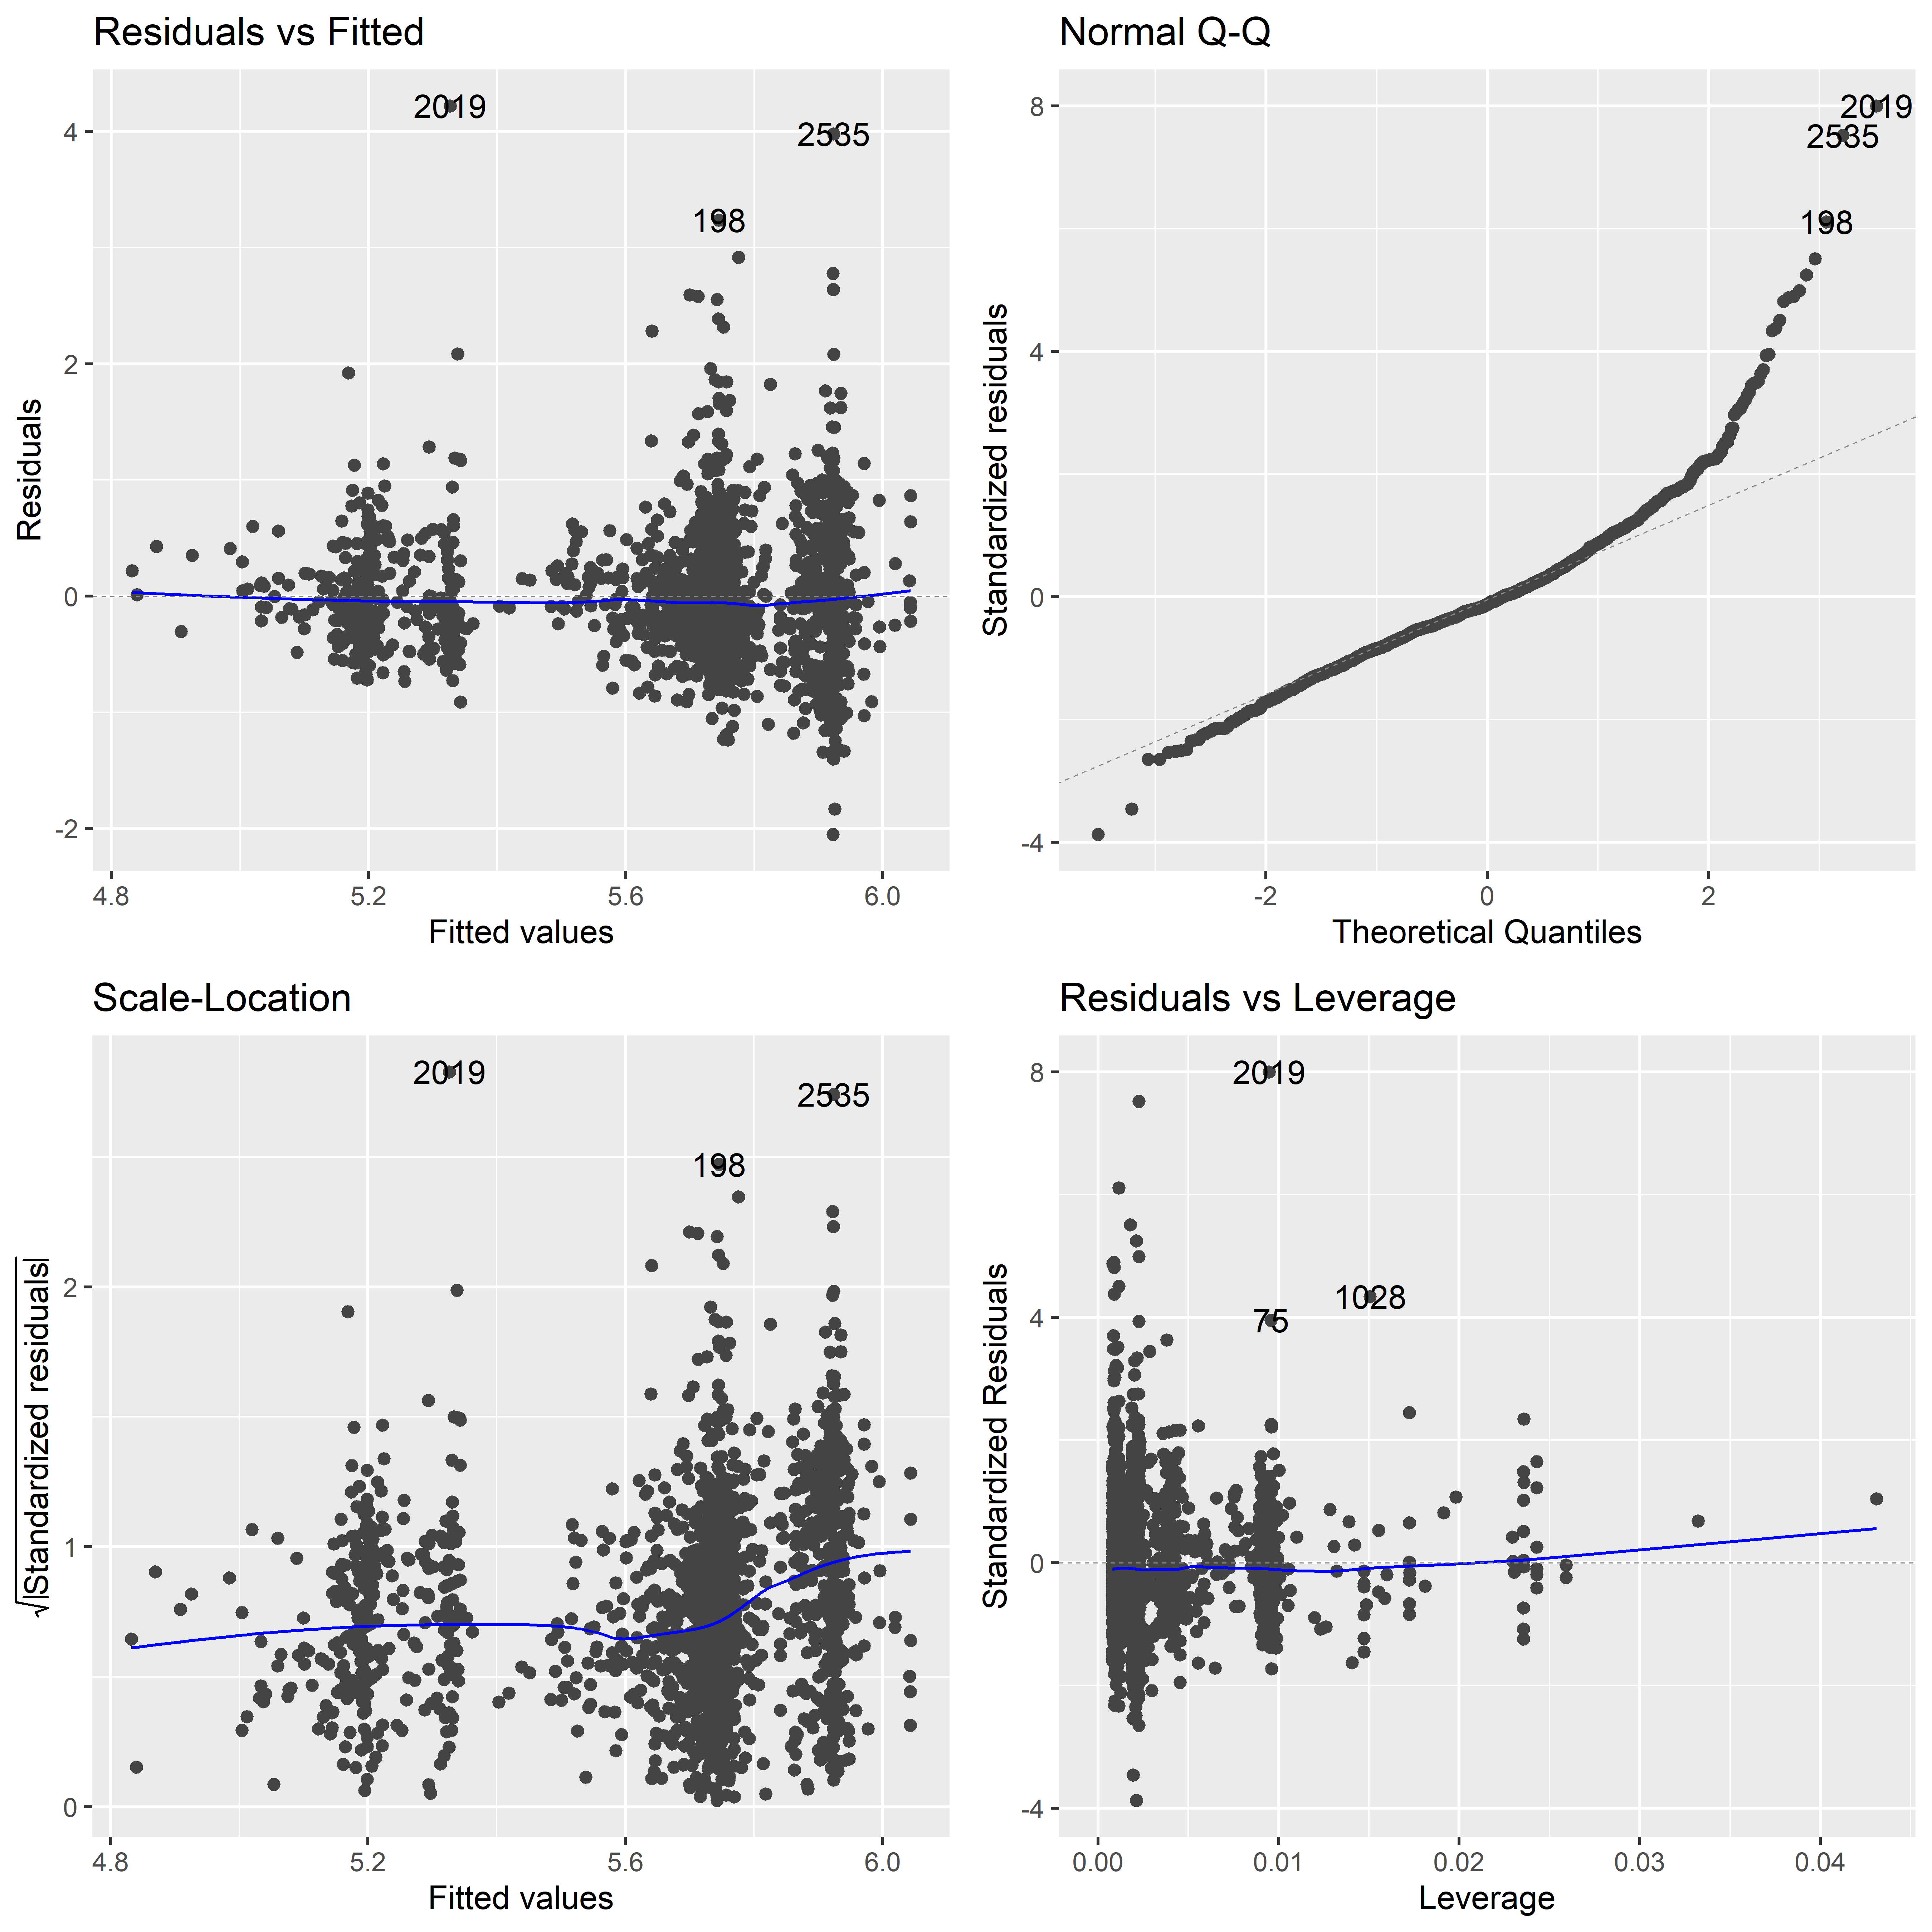 Residuals vs Fitted
2019
2535
198
4
2
0
-2
Residuals
4.8 5.2 5.6 6.0
Fitted values
Normal Q-Q
2019
2535
198
8
4
0
-4
Standardized residuals
-2 0 2
Theoretical Quantiles
Scale-Location
2019
2535
198
2
1
0
√|Standardized residuals|
4.8 5.2 5.6 6.0
Fitted values
Residuals vs Leverage
2019
1028
75
8
4
0
-4
Standardized Residuals
0.00 0.01 0.02 0.03 0.04
Leverage